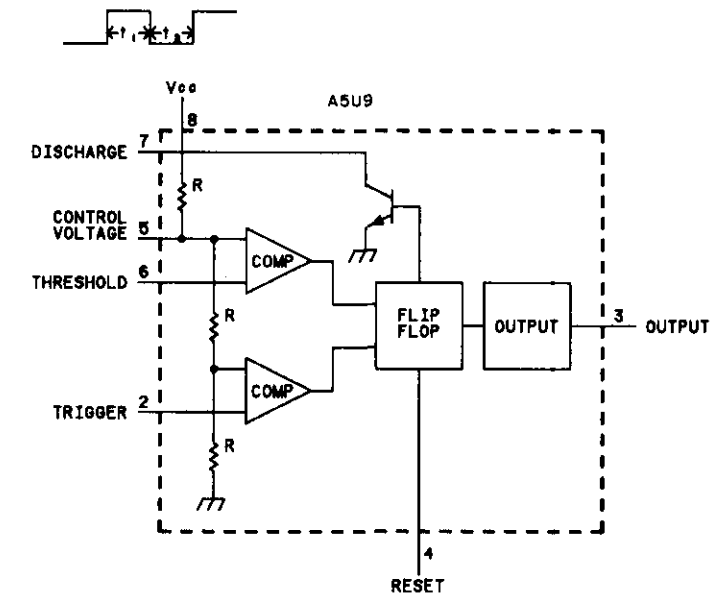 t₁ t₂
Vcc
A5U9
8
7
DISCHARGE
R
CONTROL
VOLTAGE 5
COMP
THRESHOLD 6
R
FLIP
FLOP
OUTPUT
3
OUTPUT
COMP
TRIGGER 2
R
4
RESET